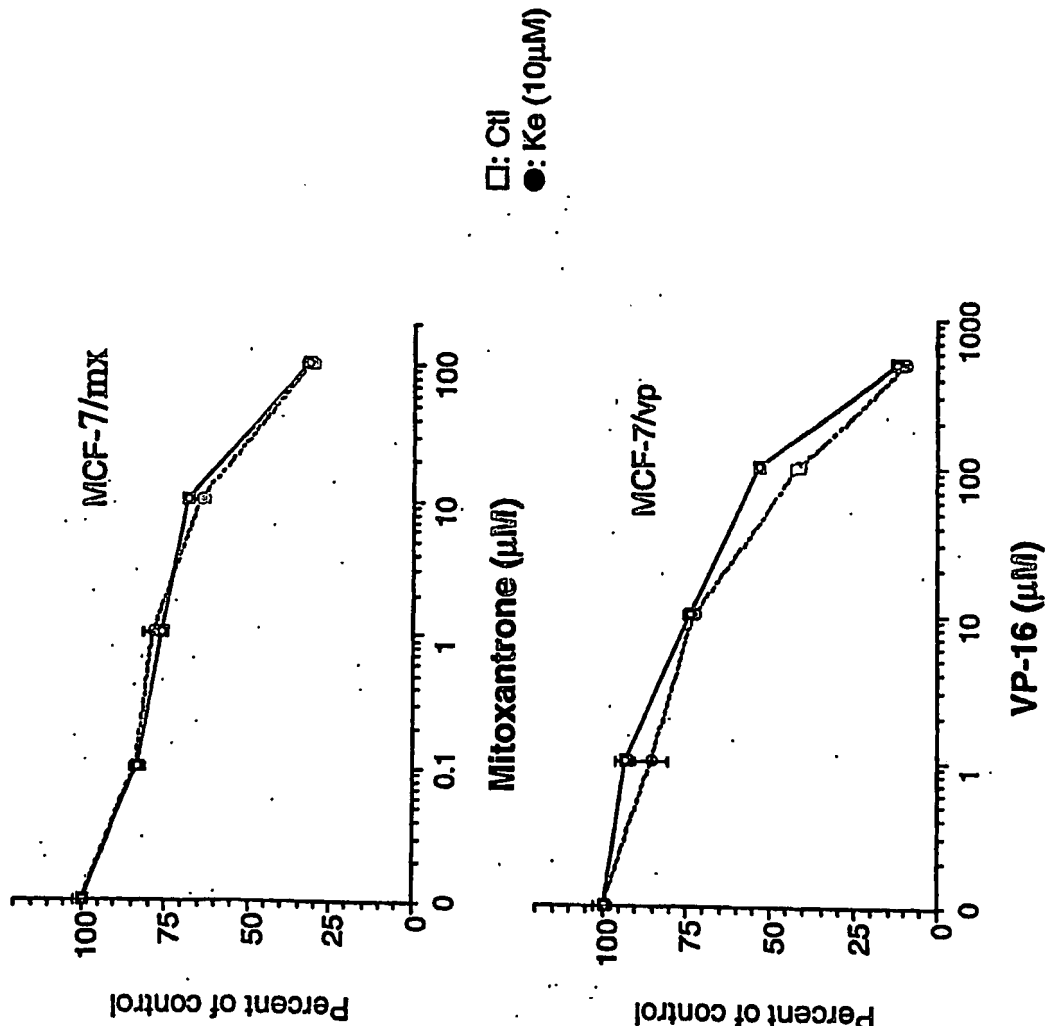 MCF-7/mx
Percent of control
100
75
50
25
0
0 0.1 1 10 100
Mitoxantrone (μM)
□: Ctl
●: Ke (10μM)
MCF-7/vp
Percent of control
100
75
50
25
0
0 1 10 100 1000
VP-16 (μM)